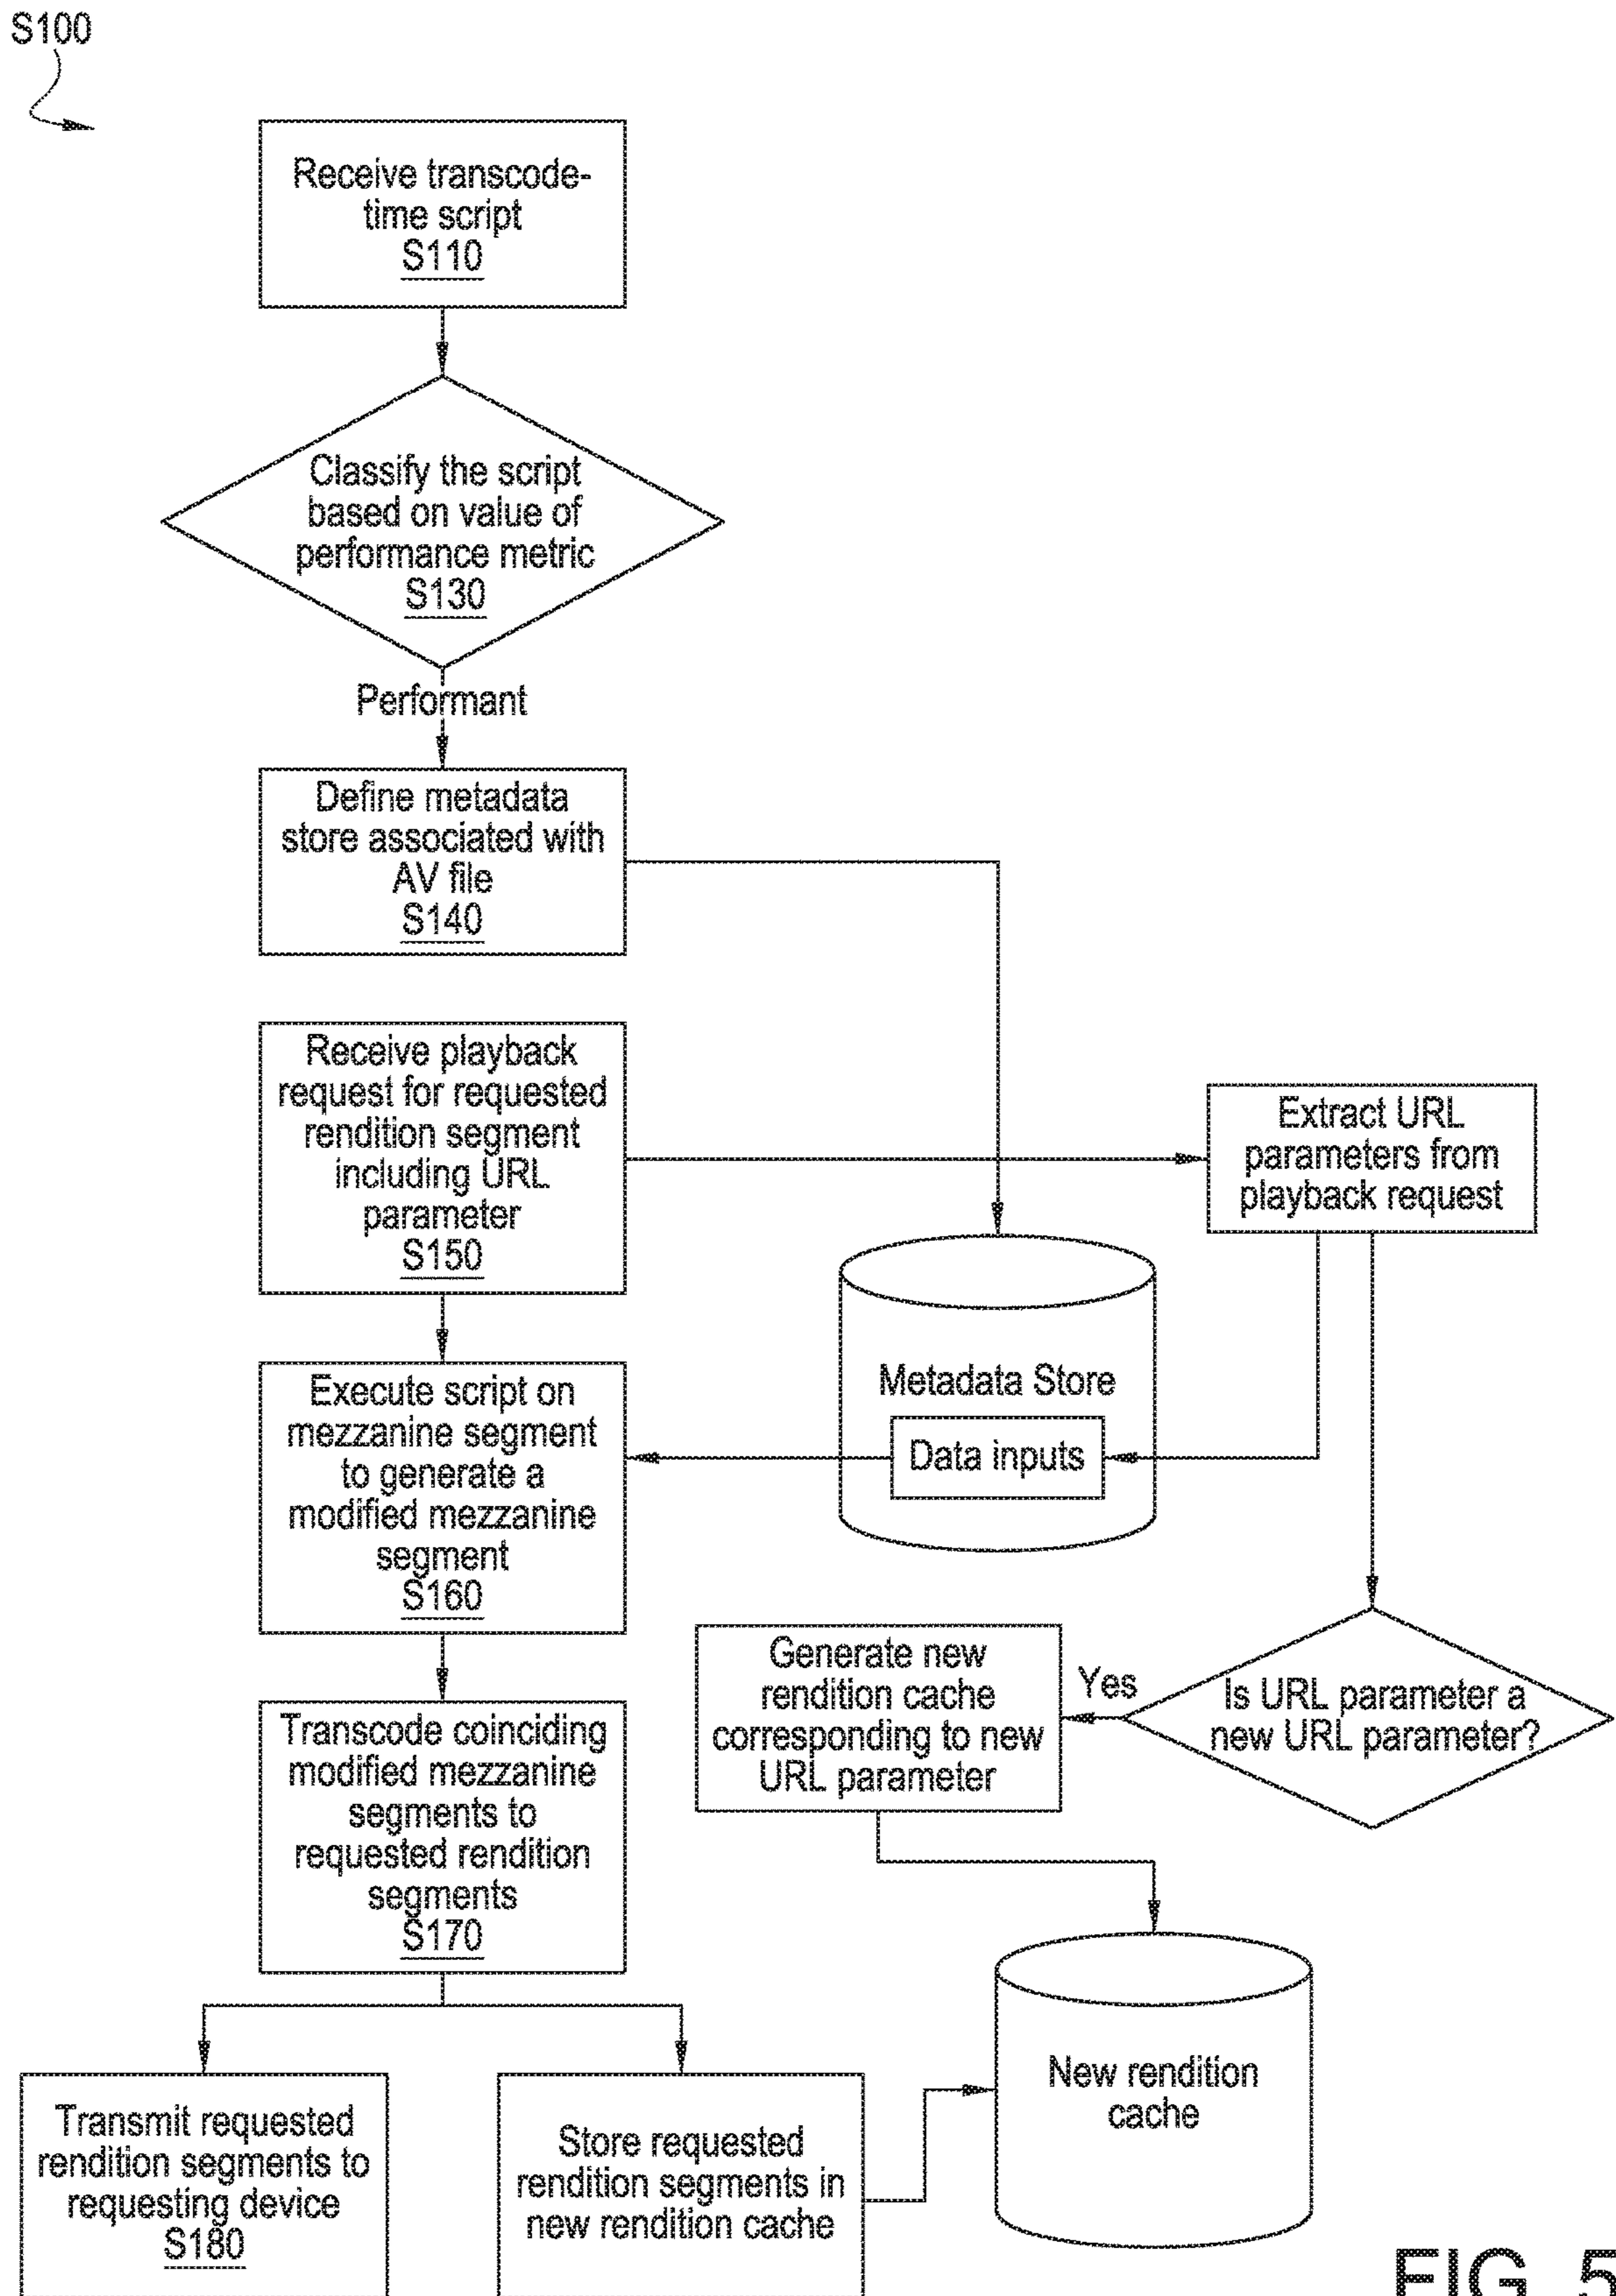 S100
Receive transcode-
time script
S110
Classify the script
based on value of
performance metric
S130
Performant
Define metadata
store associated with
AV file
S140
Receive playback
request for requested
rendition segment
including URL
parameter
S150
Extract URL
parameters from
playback request
Metadata Store
Data inputs
Execute script on
mezzanine segment
to generate a
modified mezzanine
segment
S160
Generate new
rendition cache
corresponding to new
URL parameter
Yes
Is URL parameter a
new URL parameter?
Transcode coinciding
modified mezzanine
segments to
requested rendition
segments
S170
New rendition
cache
Transmit requested
rendition segments to
requesting device
S180
Store requested
rendition segments in
new rendition cache
FIG. 5